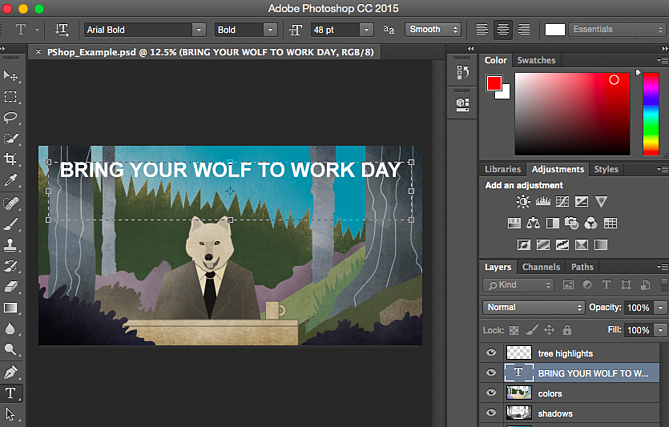 Adobe Photoshop CC 2015
T Arial Bold Bold 48 pt aa Smooth Essentials
× PShop_Example.psd @ 12.5% (BRING YOUR WOLF TO WORK DAY, RGB/8)
Color Swatches
BRING YOUR WOLF TO WORK DAY
Libraries Adjustments Styles
Add an adjustment
Layers Channels Paths
Kind T
Normal Opacity: 100%
Lock: Fill: 100%
tree highlights
T BRING YOUR WOLF TO W...
colors
shadows